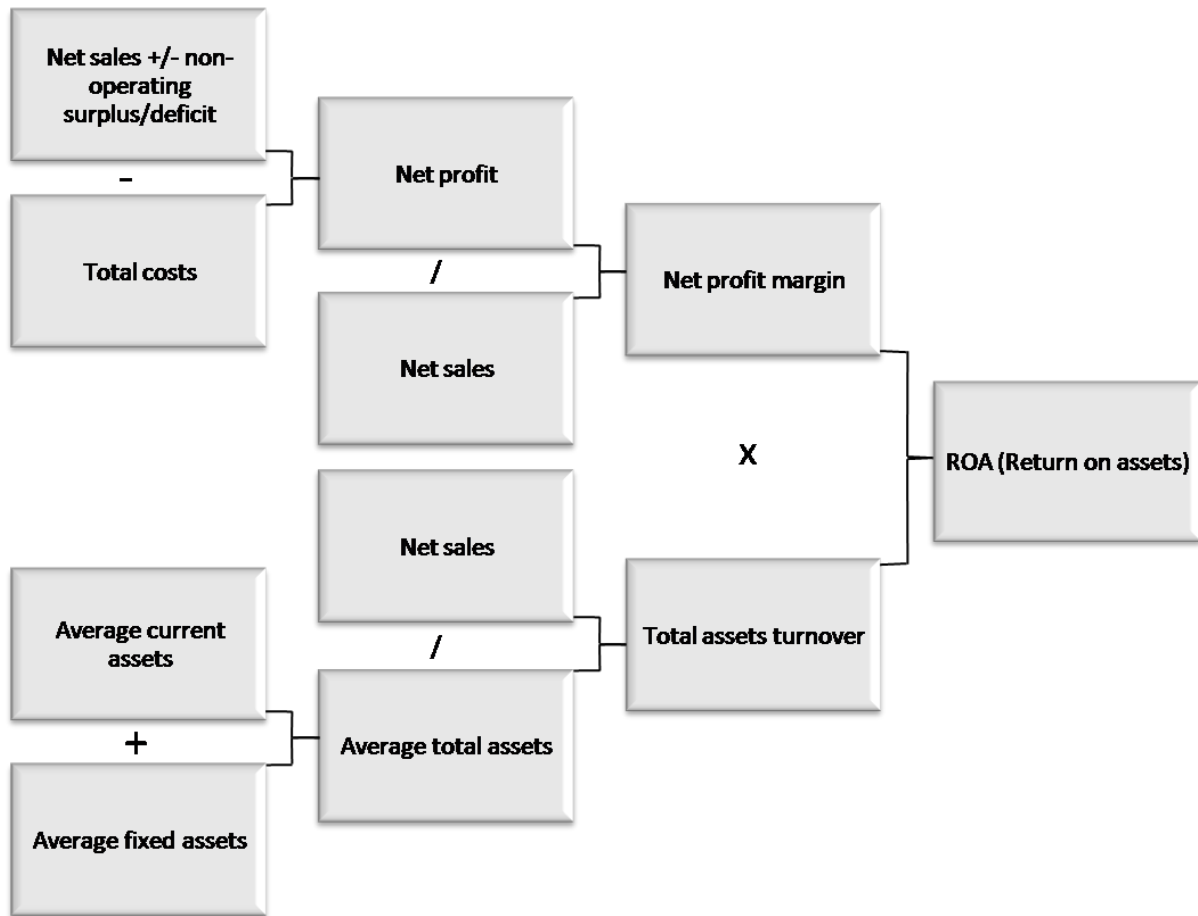 Net sales +/- non-
operating
surplus/deficit
-
Total costs
Net profit
/
Net sales
Net profit margin
X
ROA (Return on assets)
Net sales
/
Average total assets
Total assets turnover
Average current
assets
+
Average fixed assets